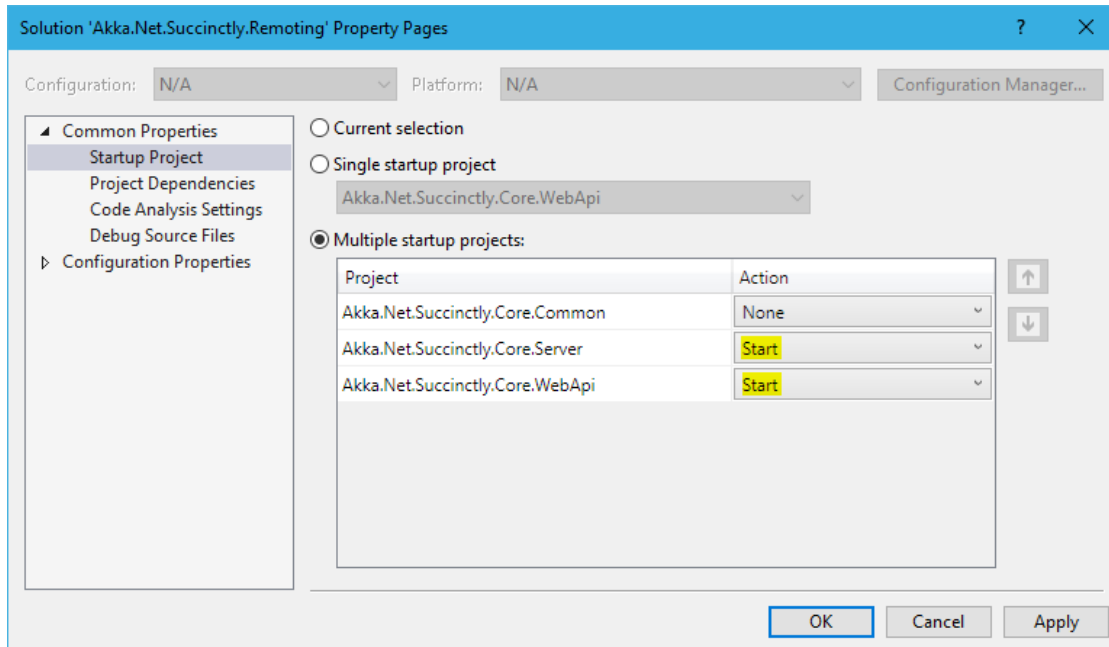 Solution 'Akka.Net.Succinctly.Remoting' Property Pages ?
Configuration: N/A Platform: N/A Configuration Manager...
Common Properties
Startup Project
Project Dependencies
Code Analysis Settings
Debug Source Files
Configuration Properties
Current selection
Single startup project
Akka.Net.Succinctly.Core.WebApi
Multiple startup projects:
Project Action
Akka.Net.Succinctly.Core.Common None
Akka.Net.Succinctly.Core.Server Start
Akka.Net.Succinctly.Core.WebApi Start
OK Cancel Apply